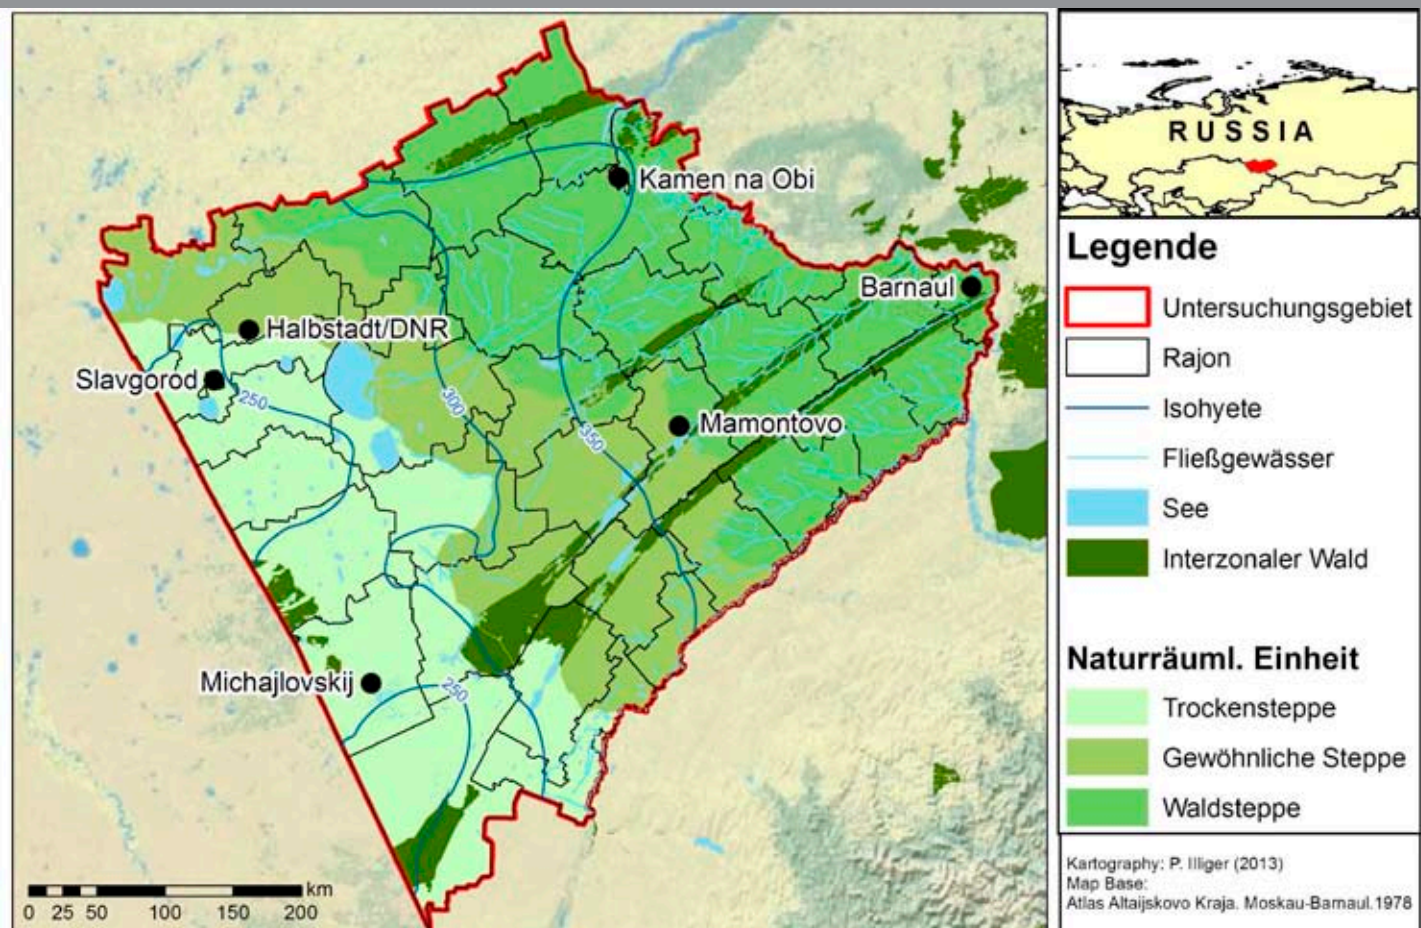 Kamen na Obi
Barnaul
Halbstadt/DNR
Slavgorod
250
300
350
Mamontovo
Michajlovskij
250
km
0 25 50 100 150 200
RUSSIA
Legende
Untersuchungsgebiet
Rajon
Isohyete
Fließgewässer
See
Interzonaler Wald
Naturräuml. Einheit
Trockensteppe
Gewöhnliche Steppe
Waldsteppe
Kartography: P. Illiger (2013)
Map Base:
Atlas Altaijskovo Kraja. Moskau-Barnaul.1978